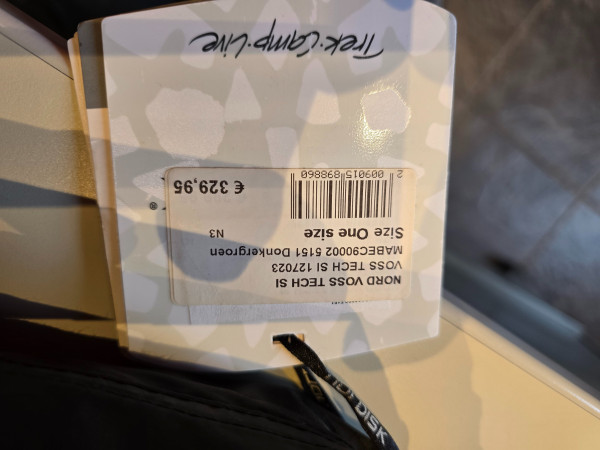 NORD VOSS TECH SI
VOSS TECH SI 127023
MABEC90002 5151 Donkergroen
Size One size N3
2 009015 898860
€ 329,95
®
Trek·Camp·Live
NORDISK